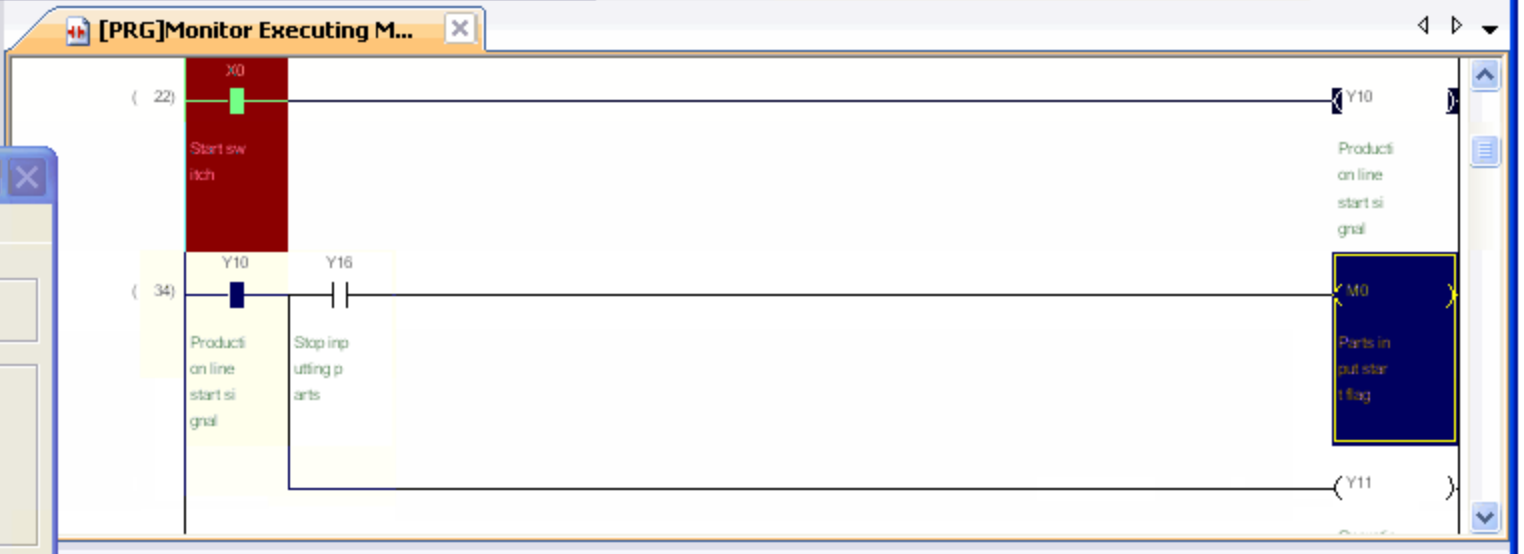 [PRG]Monitor Executing M...
X0
( 22)
Y10
Start sw
itch
Producti
on line
start si
gnal
Y10 Y16
( 34)
M0
Producti
on line
start si
gnal
Stop inp
utting p
arts
Parts in
put star
t flag
Y11